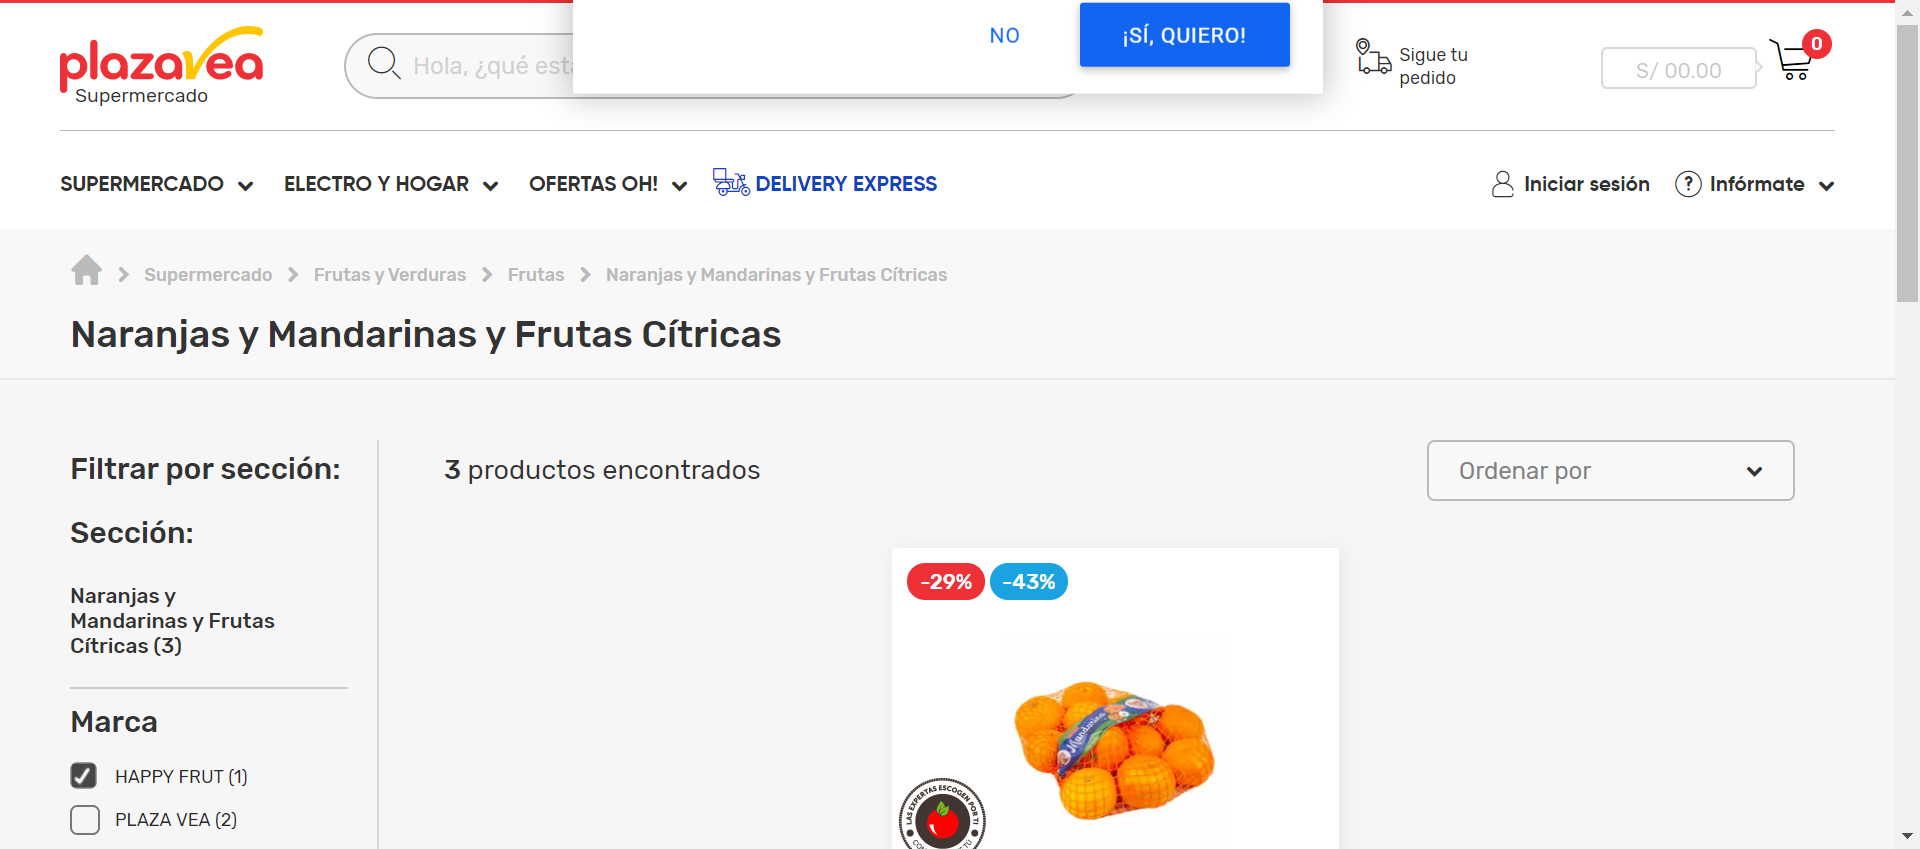 NO
¡SÍ, QUIERO!
plazavea
Supermercado
Hola, ¿qué est
Sigue tu
pedido
S/ 00.00
0
SUPERMERCADO
ELECTRO Y HOGAR
OFERTAS OH!
DELIVERY EXPRESS
Iniciar sesión
? Infórmate
Supermercado
Frutas y Verduras
Frutas
Naranjas y Mandarinas y Frutas Cítricas
Naranjas y Mandarinas y Frutas Cítricas
Filtrar por sección:
3 productos encontrados
Ordenar por
Sección:
Naranjas y
Mandarinas y Frutas
Cítricas (3)
Marca
HAPPY FRUT (1)
PLAZA VEA (2)
-29%
-43%
Mandarina
LAS EXPERTAS ESCOGEN POR TI